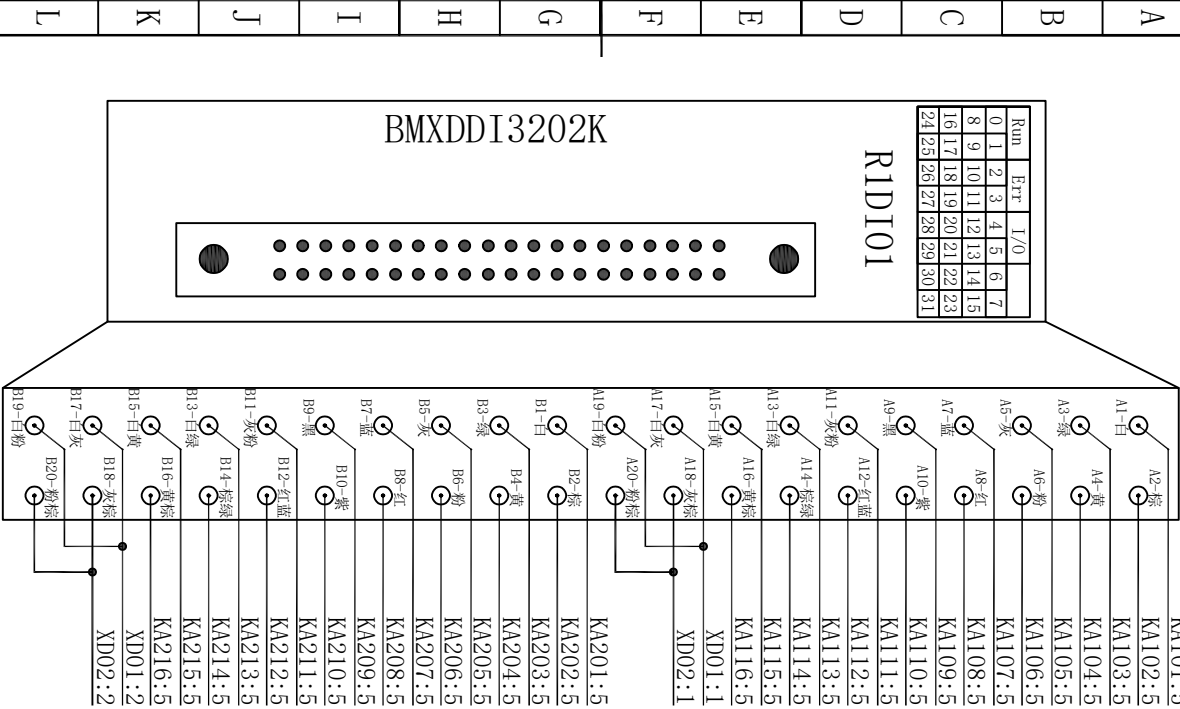 L K J I H G F E D C B A
BMXDDI3202K
R1DI01
Run Err I/O
0 1 2 3 4 5 6 7
8 9 10 11 12 13 14 15
16 17 18 19 20 21 22 23
24 25 26 27 28 29 30 31
B19-白粉
B17-白灰
B15-白黄
B13-白绿
B11-灰粉
B9-黑
B7-蓝
B5-灰
B3-绿
B1-白
A19-白粉
A17-白灰
A15-白黄
A13-白绿
A11-灰粉
A9-黑
A7-蓝
A5-灰
A3-绿
A1-白
B20-粉棕
B18-灰棕
B16-黄棕
B14-棕绿
B12-红蓝
B10-紫
B8-红
B6-粉
B4-黄
B2-棕
A20-粉棕
A18-灰棕
A16-黄棕
A14-棕绿
A12-红蓝
A10-紫
A8-红
A6-粉
A4-黄
A2-棕
XD02:2
XD01:2
KA216:5
KA215:5
KA214:5
KA213:5
KA212:5
KA211:5
KA210:5
KA209:5
KA208:5
KA207:5
KA206:5
KA205:5
KA204:5
KA203:5
KA202:5
KA201:5
XD02:1
XD01:1
KA116:5
KA115:5
KA114:5
KA113:5
KA112:5
KA111:5
KA110:5
KA109:5
KA108:5
KA107:5
KA106:5
KA105:5
KA104:5
KA103:5
KA102:5
KA101:5